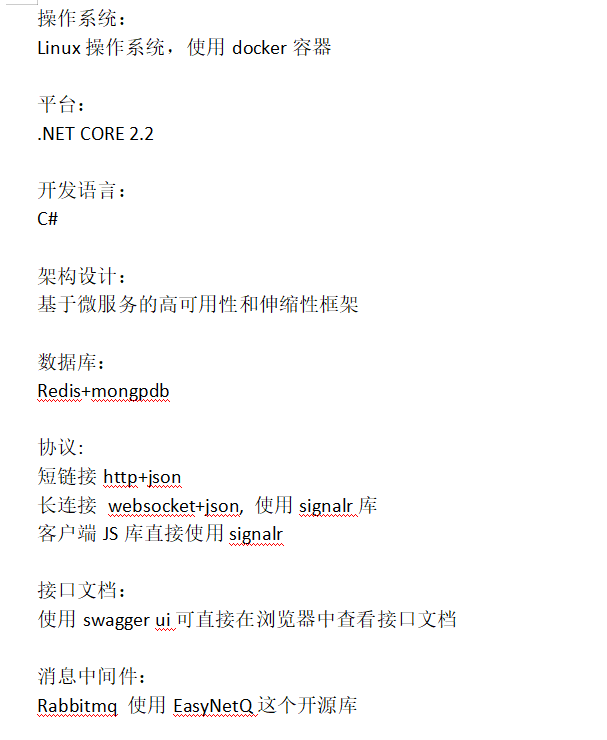 操作系统：
Linux 操作系统，使用 docker 容器
平台：
.NET CORE 2.2
开发语言：
C#
架构设计：
基于微服务的高可用性和伸缩性框架
数据库：
Redis+mongpdb
协议:
短链接 http+json
长连接  websocket+json,  使用 signalr 库
客户端 JS 库直接使用 signalr
接口文档：
使用 swagger ui 可直接在浏览器中查看接口文档
消息中间件：
Rabbitmq  使用 EasyNetQ 这个开源库